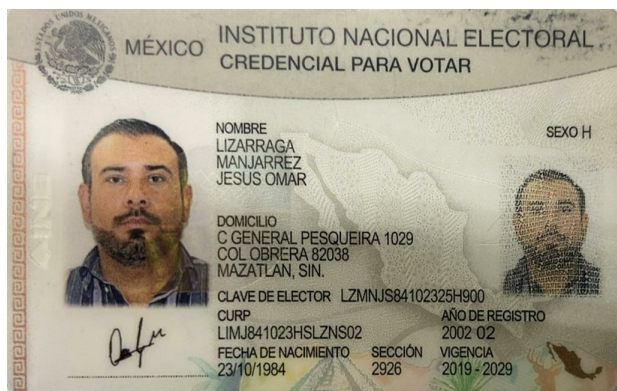 MÉXICO INSTITUTO NACIONAL ELECTORAL
CREDENCIAL PARA VOTAR
NOMBRE SEXO H
LIZARRAGA
MANJARREZ
JESUS OMAR
DOMICILIO
C GENERAL PESQUEIRA 1029
COL OBRERA 82038
MAZATLAN, SIN.
CLAVE DE ELECTOR LZMNJS84102325H900
CURP AÑO DE REGISTRO
LIMJ841023HSLZNS02 2002 02
FECHA DE NACIMIENTO SECCIÓN VIGENCIA
23/10/1984 2926 2019 - 2029